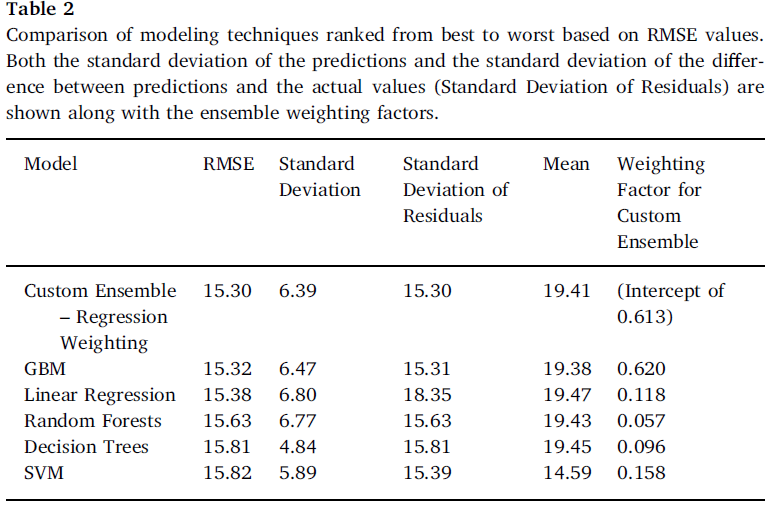 Table 2
Comparison of modeling techniques ranked from best to worst based on RMSE values.
Both the standard deviation of the predictions and the standard deviation of the differ-
ence between predictions and the actual values (Standard Deviation of Residuals) are
shown along with the ensemble weighting factors.
Model RMSE Standard Standard Mean Weighting
Deviation Deviation of Factor for
Residuals Custom
Ensemble
Custom Ensemble 15.30 6.39 15.30 19.41 (Intercept of
– Regression 0.613)
Weighting
GBM 15.32 6.47 15.31 19.38 0.620
Linear Regression 15.38 6.80 18.35 19.47 0.118
Random Forests 15.63 6.77 15.63 19.43 0.057
Decision Trees 15.81 4.84 15.81 19.45 0.096
SVM 15.82 5.89 15.39 14.59 0.158